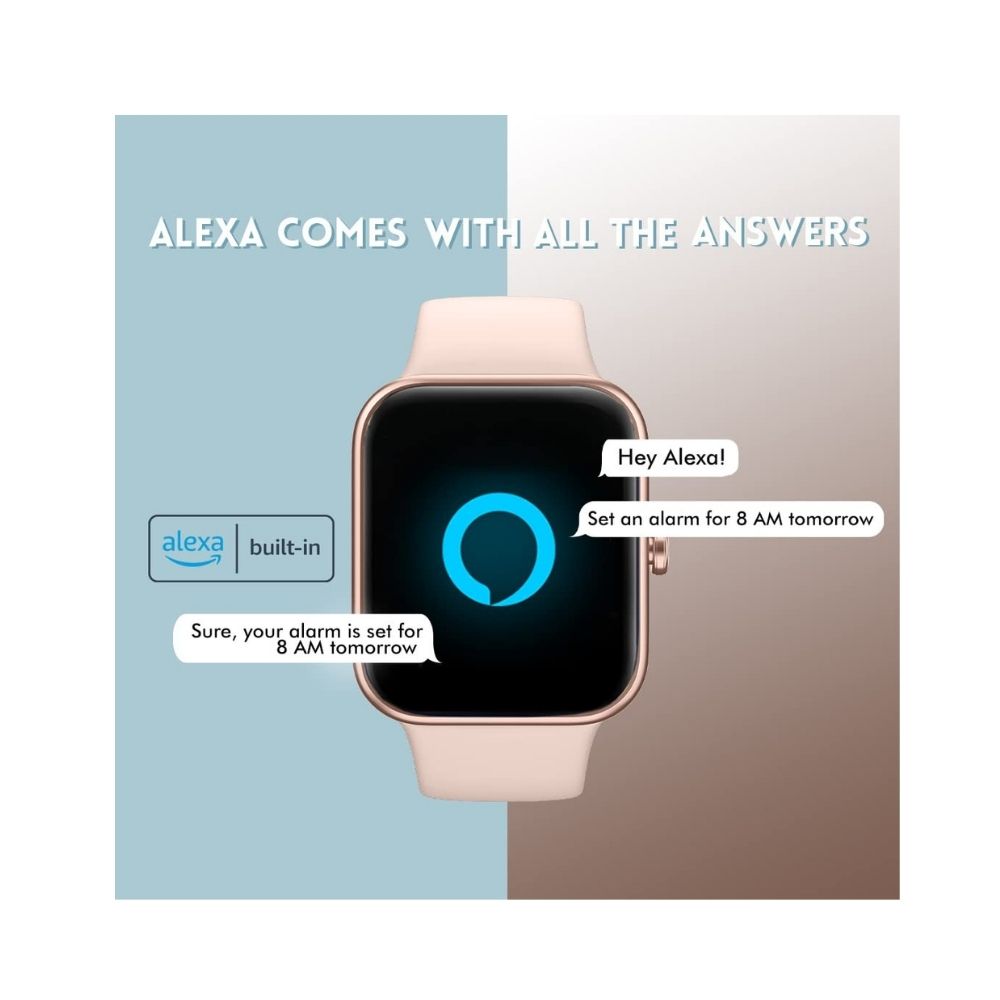 ALEXA COMES WITH ALL THE ANSWERS
Hey Alexa!
Set an alarm for 8 AM tomorrow
alexa | built-in
Sure, your alarm is set for
8 AM tomorrow